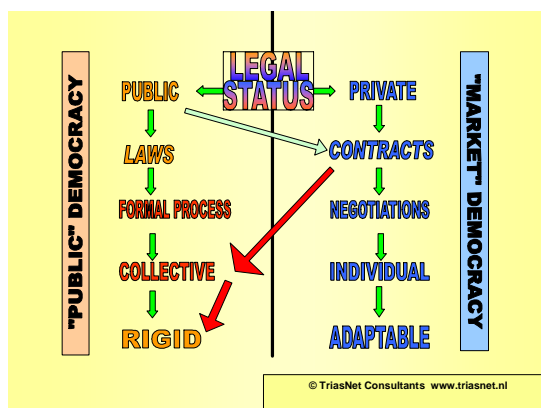 LEGAL
STATUS
"PUBLIC" DEMOCRACY
PUBLIC
LAWS
FORMAL PROCESS
COLLECTIVE
RIGID
PRIVATE
CONTRACTS
NEGOTIATIONS
INDIVIDUAL
ADAPTABLE
"MARKET" DEMOCRACY
© TriasNet Consultants www.triasnet.nl